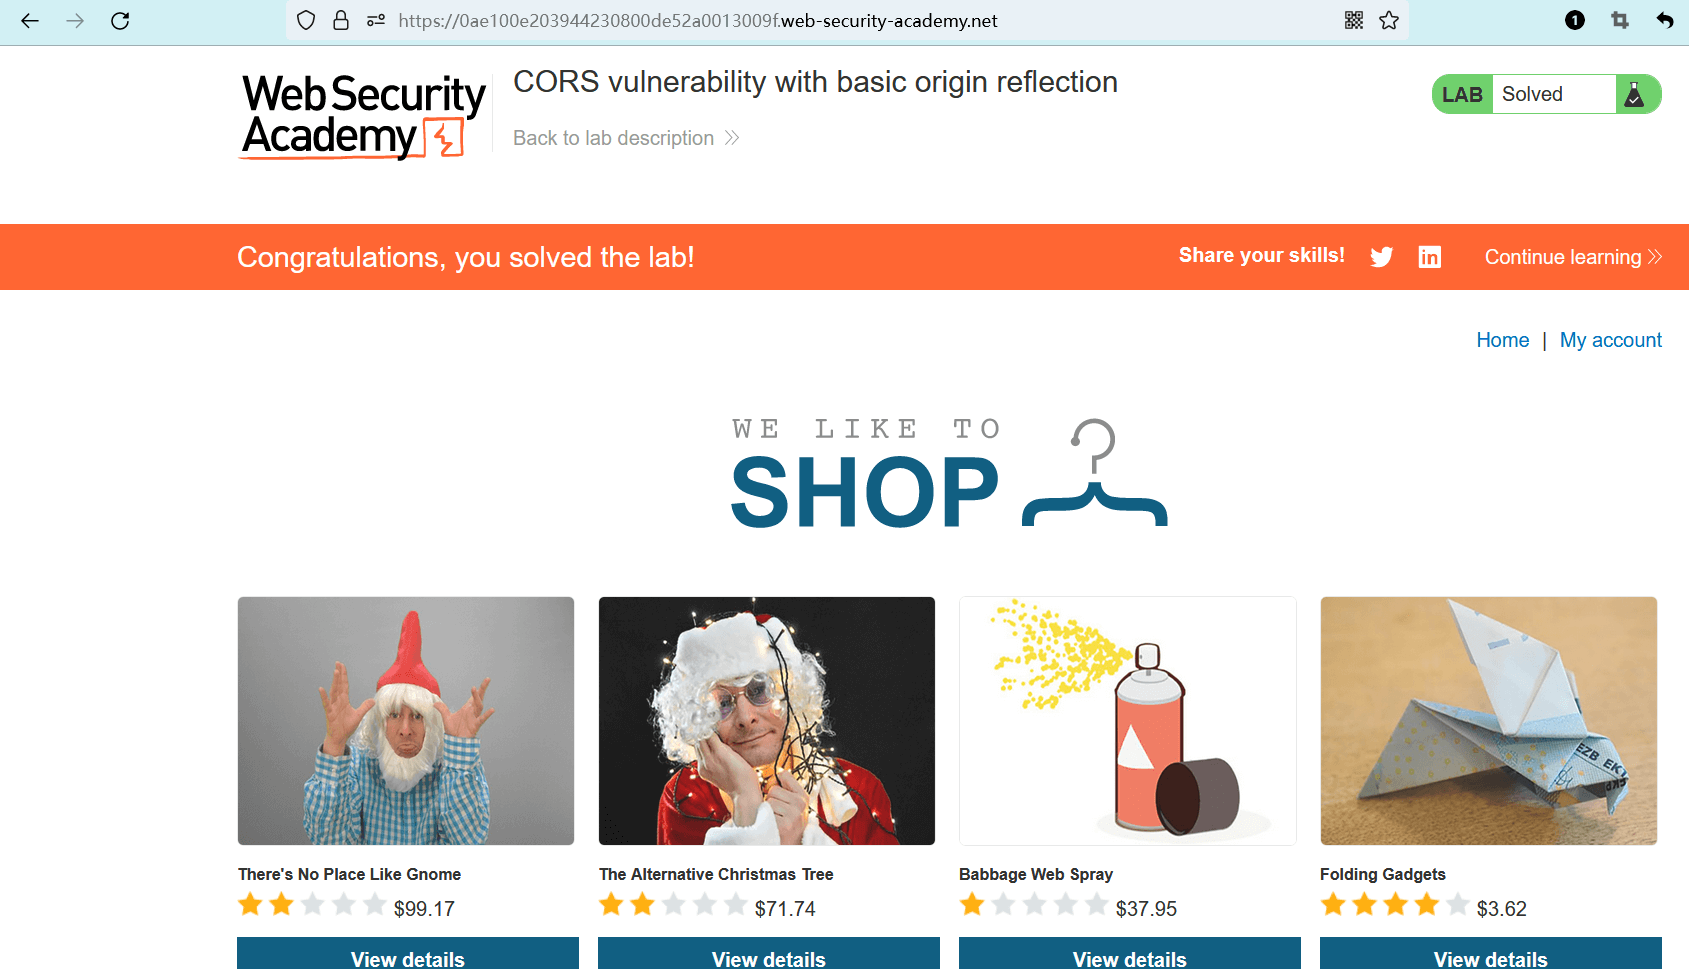 https://0ae100e203944230800de52a0013009f.web-security-academy.net
1
Web Security
Academy
CORS vulnerability with basic origin reflection
Back to lab description
LAB Solved
Congratulations, you solved the lab!
Share your skills!
Continue learning
Home | My account
WE LIKE TO
SHOP
EZB EK
There's No Place Like Gnome
The Alternative Christmas Tree
Babbage Web Spray
Folding Gadgets
$99.17
$71.74
$37.95
$3.62
View details
View details
View details
View details